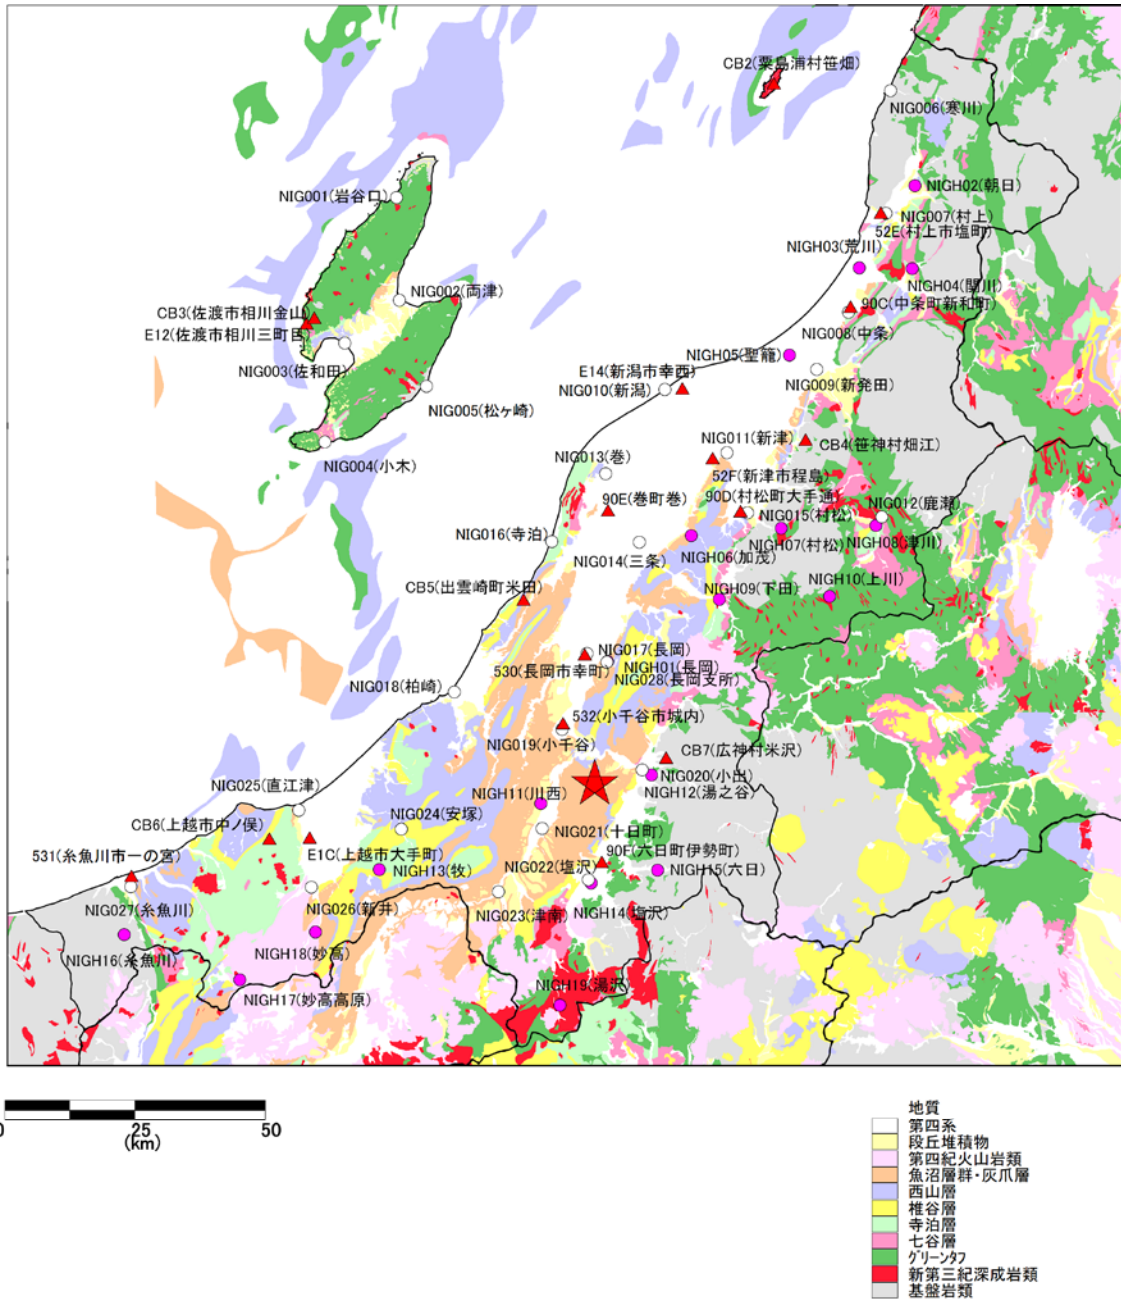 CB2(粟島浦村笹畑)
NIG006(寒川)
NIG001(岩谷口)
NIGH02(朝日)
NIG007(村上)
52E(村上市塩町)
NIGH03(荒川)
NIGH04(関川)
NIG002(両津)
90C(中条町新和町)
CB3(佐渡市相川金山)
E12(佐渡市相川三町目)
NIG008(中条)
NIGH05(聖籠)
NIG003(佐和田)
E14(新潟市幸西)
NIG010(新潟)
NIG009(新発田)
NIG005(松ヶ崎)
NIG011(新津)
CB4(笹神村畑江)
NIG004(小木)
NIG013(巻)
52F(新津市程島)
90E(巻町巻)
90D(村松町大手通)
NIG012(鹿瀬)
NIG015(村松)
NIG016(寺泊)
NIGH07(村松)
NIGH08(津川)
NIG014(三条)
NIGH06(加茂)
CB5(出雲崎町米田)
NIGH09(下田)
NIGH10(上川)
NIG017(長岡)
530(長岡市幸町)
NIGH01(長岡)
NIG028(長岡支所)
NIG018(柏崎)
532(小千谷市城内)
NIG019(小千谷)
CB7(広神村米沢)
NIG025(直江津)
NIG020(小出)
NIGH12(湯之谷)
NIGH11(川西)
CB6(上越市中ノ俣)
NIG024(安塚)
NIG021(十日町)
531(糸魚川市一の宮)
E1C(上越市大手町)
90F(六日町伊勢町)
NIGH13(牧)
NIG022(塩沢)
NIGH15(六日)
NIG027(糸魚川)
NIG026(新井)
NIG023(津南)
NIGH14(塩沢)
NIGH18(妙高)
NIGH16(糸魚川)
NIGH17(妙高高原)
NIGH19(湯沢)
0 25 50
(km)
地質
第四系
段丘堆積物
第四紀火山岩類
魚沼層群・灰爪層
西山層
椎谷層
寺泊層
七谷層
グリーンタフ
新第三紀深成岩類
基盤岩類